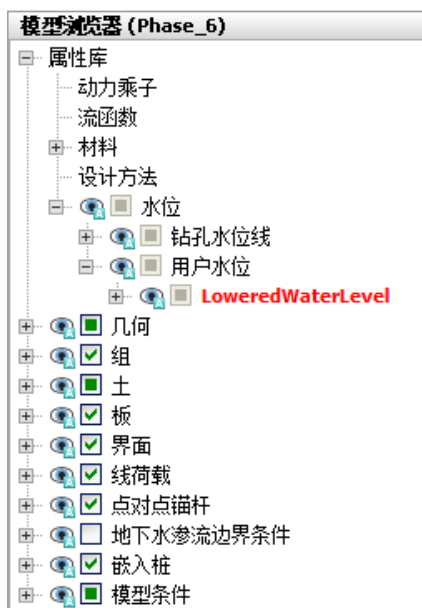 模型浏览器 (Phase_6)
属性库
动力乘子
流函数
材料
设计方法
水位
钻孔水位线
用户水位
LoweredWaterLevel
几何
组
土
板
界面
线荷载
点对点锚杆
地下水渗流边界条件
嵌入桩
模型条件